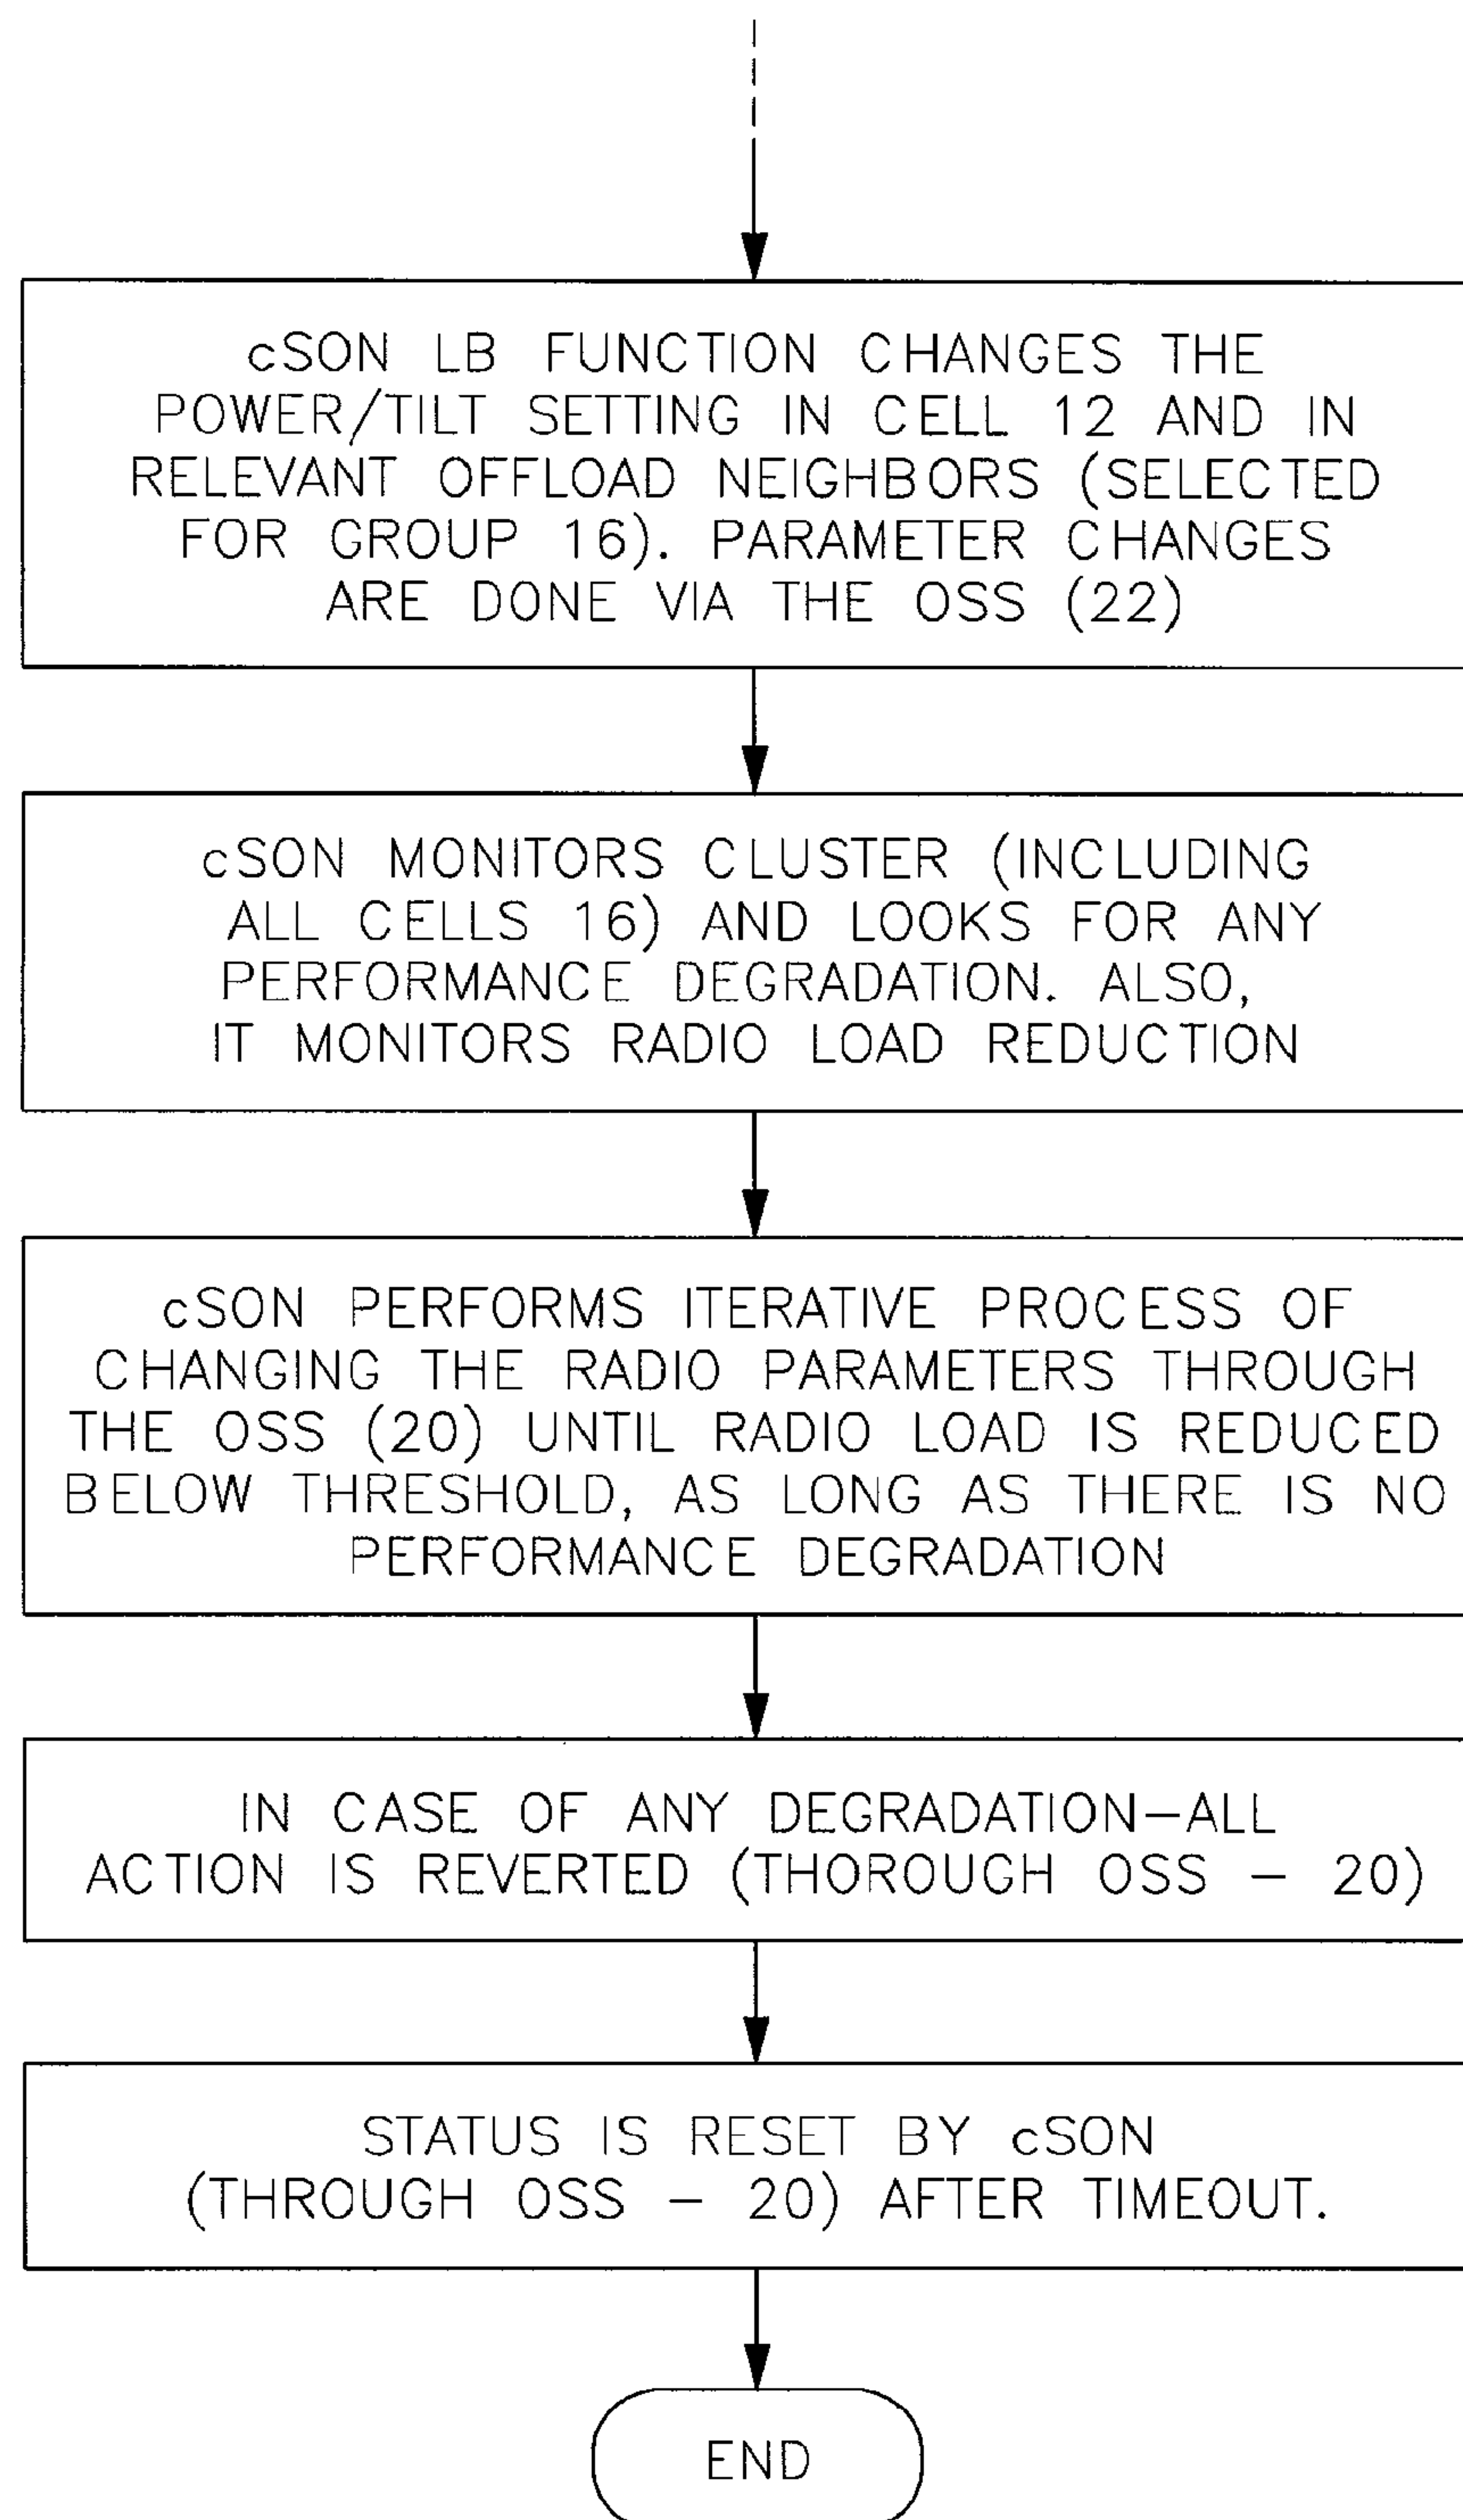 cSON LB FUNCTION CHANGES THE
POWER/TILT SETTING IN CELL 12 AND IN
RELEVANT OFFLOAD NEIGHBORS (SELECTED
FOR GROUP 16). PARAMETER CHANGES
ARE DONE VIA THE OSS (22)
cSON MONITORS CLUSTER (INCLUDING
ALL CELLS 16) AND LOOKS FOR ANY
PERFORMANCE DEGRADATION. ALSO,
IT MONITORS RADIO LOAD REDUCTION
cSON PERFORMS ITERATIVE PROCESS OF
CHANGING THE RADIO PARAMETERS THROUGH
THE OSS (20) UNTIL RADIO LOAD IS REDUCED
BELOW THRESHOLD, AS LONG AS THERE IS NO
PERFORMANCE DEGRADATION
IN CASE OF ANY DEGRADATION–ALL
ACTION IS REVERTED (THOROUGH OSS – 20)
STATUS IS RESET BY cSON
(THROUGH OSS – 20) AFTER TIMEOUT.
END